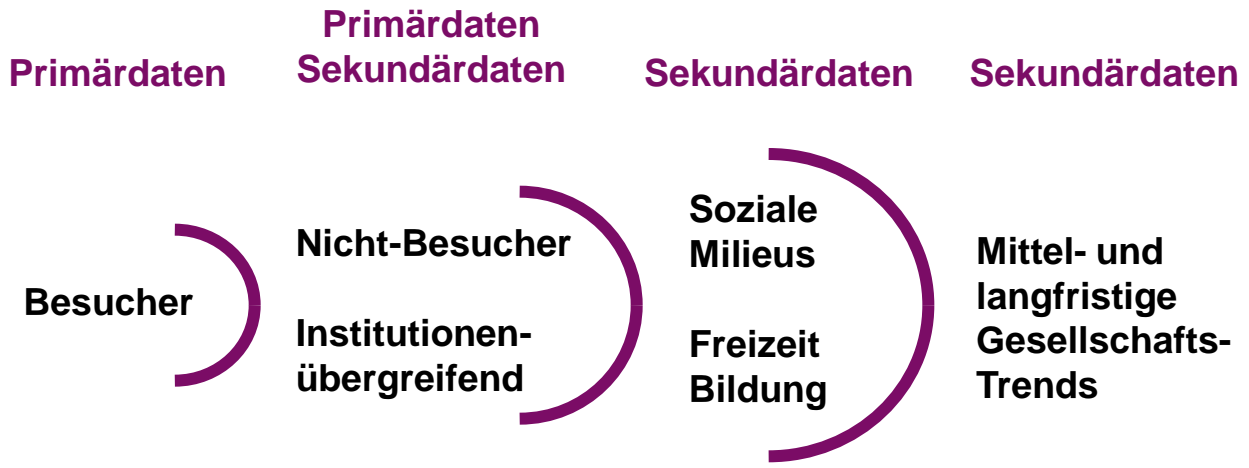 Primärdaten
Primärdaten
Sekundärdaten
Sekundärdaten
Sekundärdaten
Besucher
Nicht-Besucher
Institutionen-
übergreifend
Soziale
Milieus
Freizeit
Bildung
Mittel- und
langfristige
Gesellschafts-
Trends